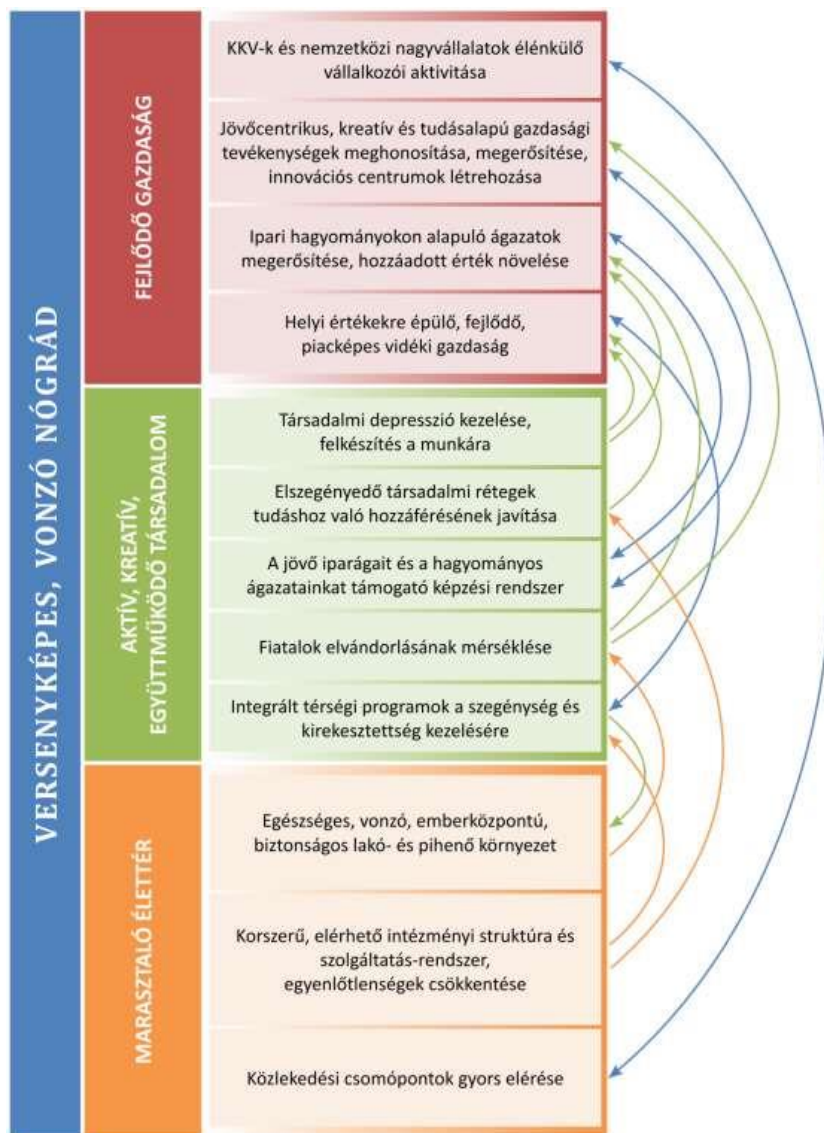 VERSENYKÉPES, VONZÓ NÓGRÁD
FEJLŐDŐ GAZDASÁG
KKV-k és nemzetközi nagyvállalatok élénkülő
vállalkozói aktivitása
Jövőcentrikus, kreatív és tudásalapú gazdasági
tevékenységek meghonosítása, megerősítése,
innovációs centrumok létrehozása
Ipari hagyományokon alapuló ágazatok
megerősítése, hozzáadott érték növelése
Helyi értékekre épülő, fejlődő,
piacképes vidéki gazdaság
AKTÍV, KREATÍV,
EGYÜTTMŰKÖDŐ TÁRSADALOM
Társadalmi depresszió kezelése,
felkészítés a munkára
Elszegényedő társadalmi rétegek
tudáshoz való hozzáférésének javítása
A jövő iparágait és a hagyományos
ágazatainkat támogató képzési rendszer
Fiatalok elvándorlásának mérséklése
Integrált térségi programok a szegénység és
kirekesztettség kezelésére
MARASZTALÓ ÉLETTÉR
Egészséges, vonzó, emberközpontú,
biztonságos lakó- és pihenő környezet
Korszerű, elérhető intézményi struktúra és
szolgáltatás-rendszer,
egyenlőtlenségek csökkentése
Közlekedési csomópontok gyors elérése